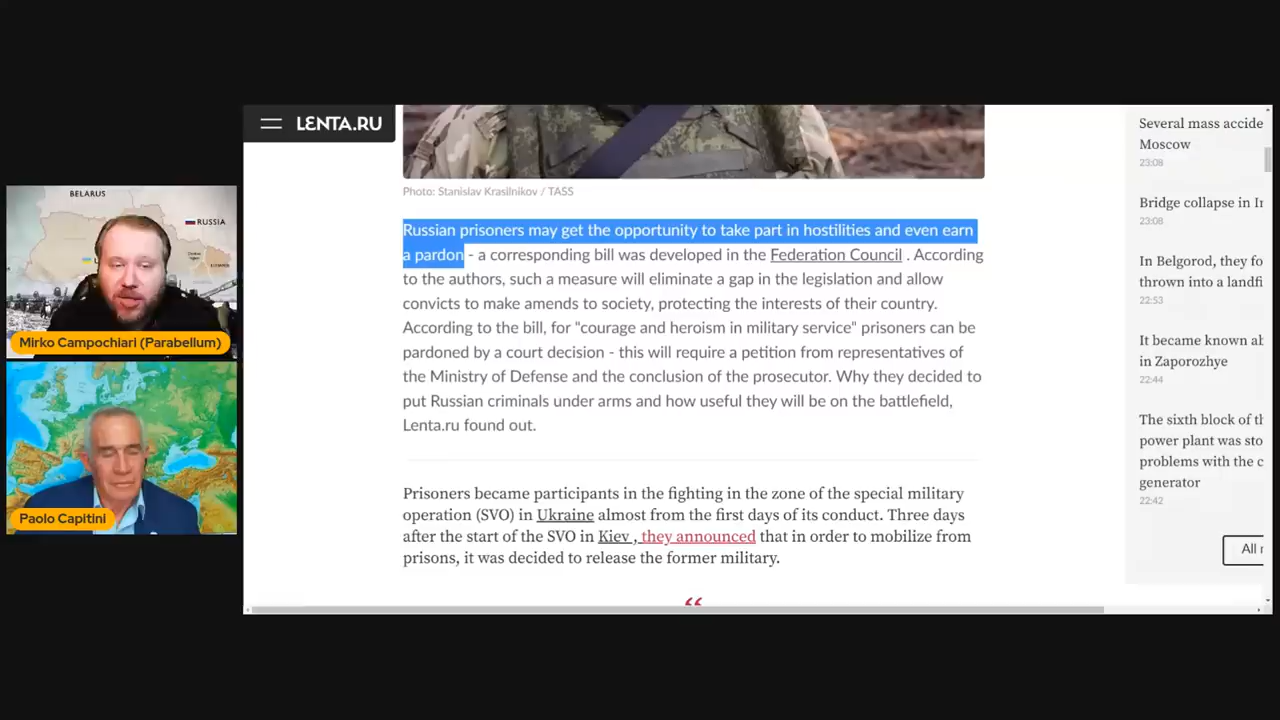 BELARUS
RUSSIA
Mirko Campochiari (Parabellum)
Paolo Capitini
LENTA.RU
Photo: Stanislav Krasilnikov / TASS
Russian prisoners may get the opportunity to take part in hostilities and even earn
a pardon - a corresponding bill was developed in the Federation Council . According
to the authors, such a measure will eliminate a gap in the legislation and allow
convicts to make amends to society, protecting the interests of their country.
According to the bill, for "courage and heroism in military service" prisoners can be
pardoned by a court decision - this will require a petition from representatives of
the Ministry of Defense and the conclusion of the prosecutor. Why they decided to
put Russian criminals under arms and how useful they will be on the battlefield,
Lenta.ru found out.
Prisoners became participants in the fighting in the zone of the special military
operation (SVO) in Ukraine almost from the first days of its conduct. Three days
after the start of the SVO in Kiev , they announced that in order to mobilize from
prisons, it was decided to release the former military.
“
Several mass accide
Moscow
23:08
Bridge collapse in Ir
23:08
In Belgorod, they fo
thrown into a landfi
22:53
It became known ab
in Zaporozhye
22:44
The sixth block of th
power plant was sto
problems with the c
generator
22:42
All r